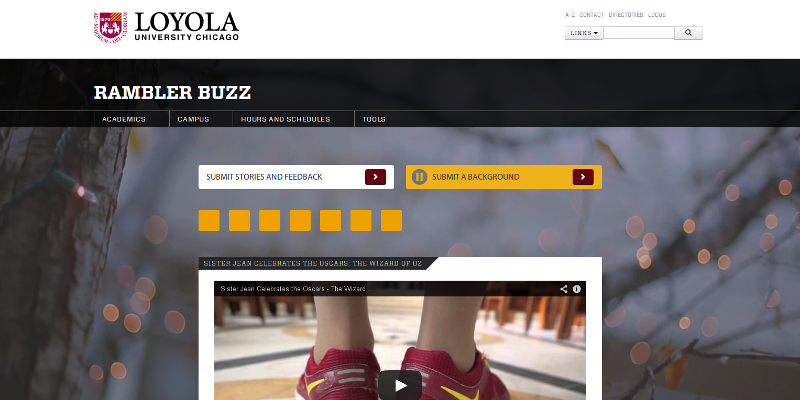 LOYOLA
UNIVERSITY CHICAGO
A-Z CONTACT DIRECTORIES LOCUS
LINKS
RAMBLER BUZZ
ACADEMICS CAMPUS HOURS AND SCHEDULES TOOLS
SUBMIT STORIES AND FEEDBACK
SUBMIT A BACKGROUND
SISTER JEAN CELEBRATES THE OSCARS: THE WIZARD OF OZ
Sister Jean Celebrates the Oscars - The Wizard